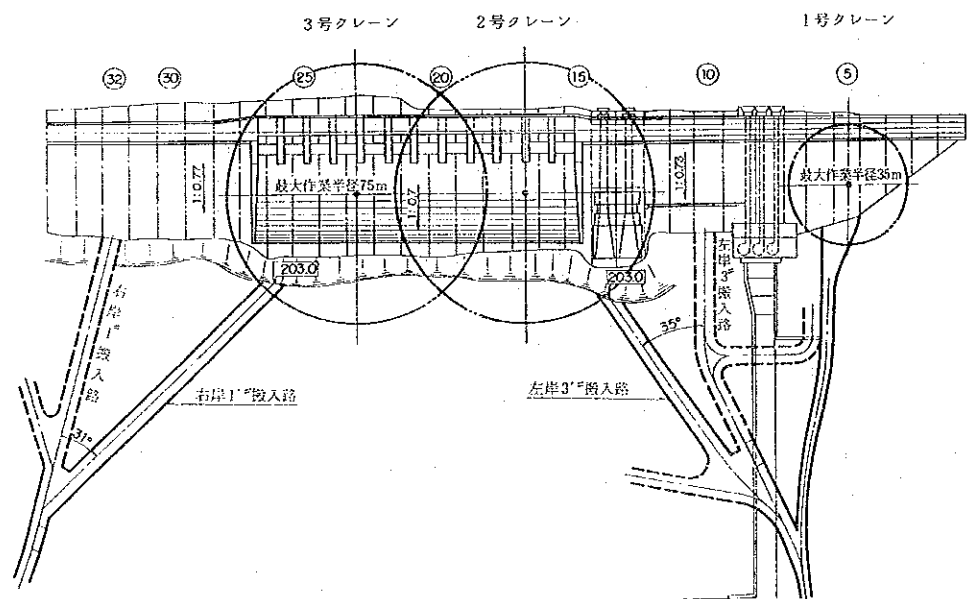 3号クレーン
2号クレーン
1号クレーン
32
30
25
20
15
10
5
1:0.77
最大作業半径75m
1:0.7
1:0.73
最大作業半径35m
203.0
203.0
右岸1#搬入路
右岸1'#搬入路
左岸3'#搬入路
左岸3#搬入路
31°
35°